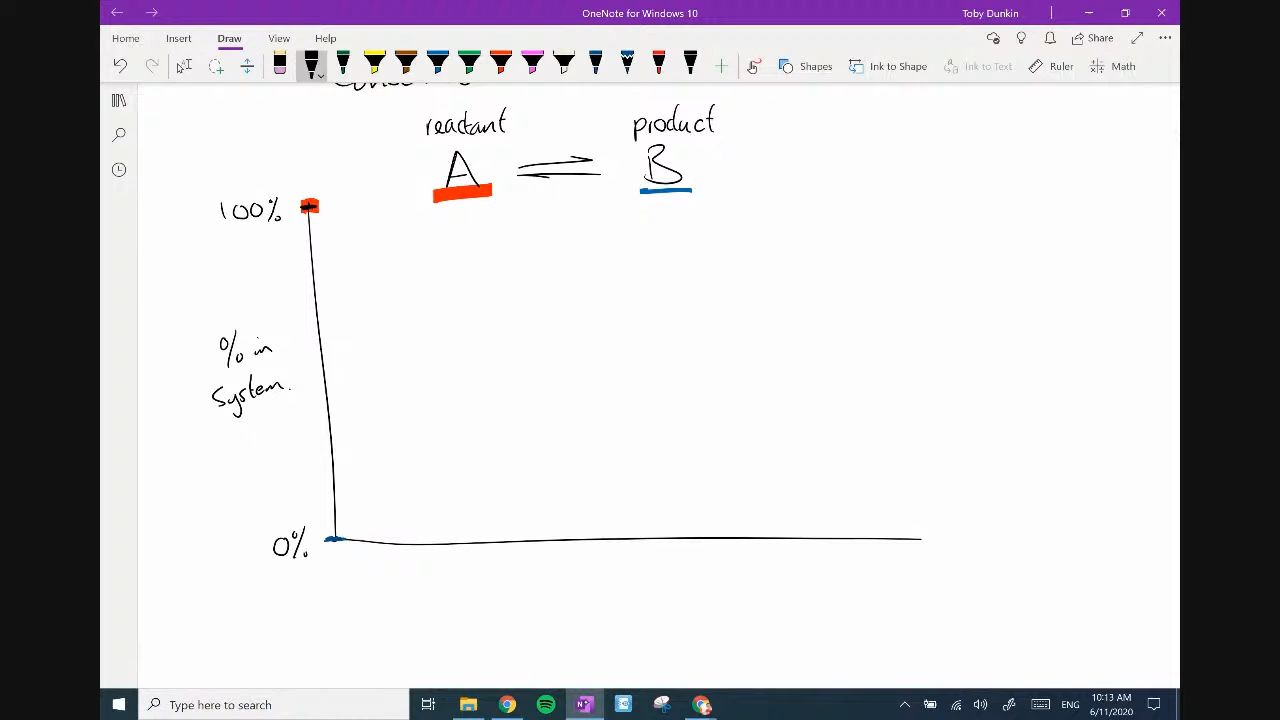 OneNote for Windows 10
Toby Dunkin
Home Insert Draw View Help
Share
Shapes
Ink to Shape
Ink to Text
Ruler
Math
reactant product
A ⇌ B
100%
% in
system.
0%
Type here to search
ENG
10:13 AM
6/11/2020